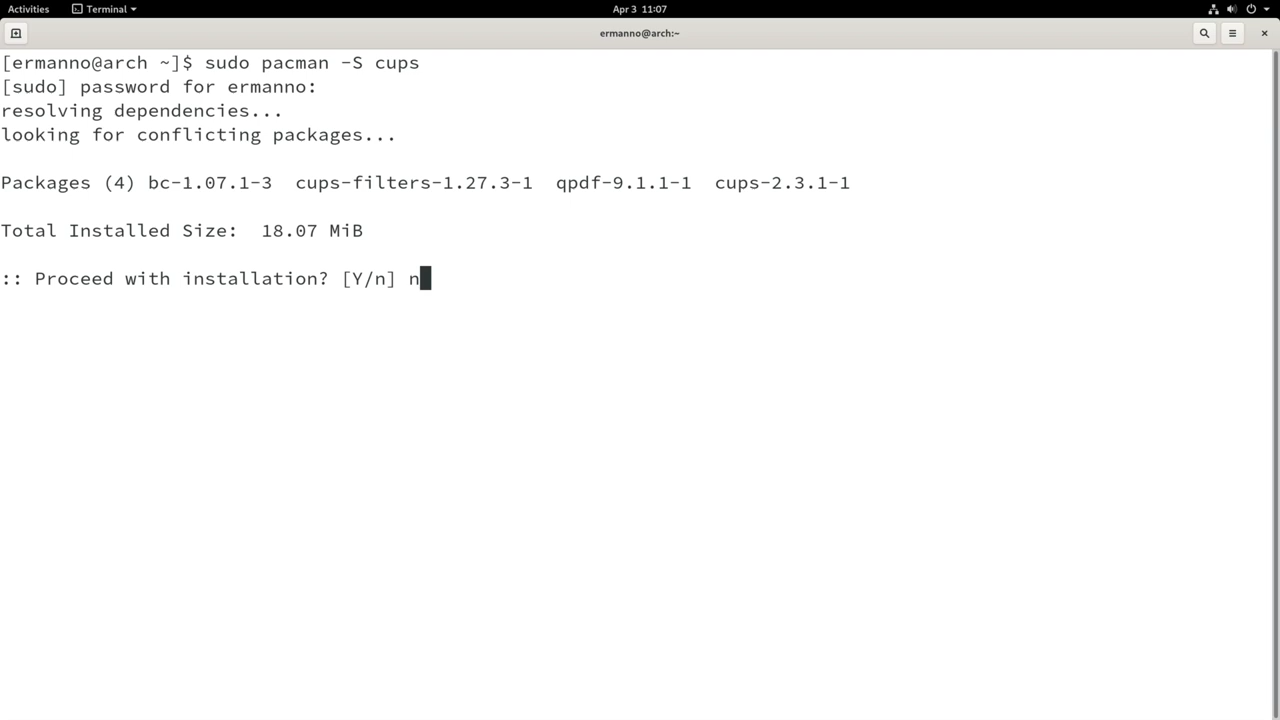 Activities Terminal Apr 3 11:07
ermanno@arch:~
[ermanno@arch ~]$ sudo pacman -S cups
[sudo] password for ermanno:
resolving dependencies...
looking for conflicting packages...
Packages (4) bc-1.07.1-3  cups-filters-1.27.3-1  qpdf-9.1.1-1  cups-2.3.1-1
Total Installed Size:  18.07 MiB
:: Proceed with installation? [Y/n] n